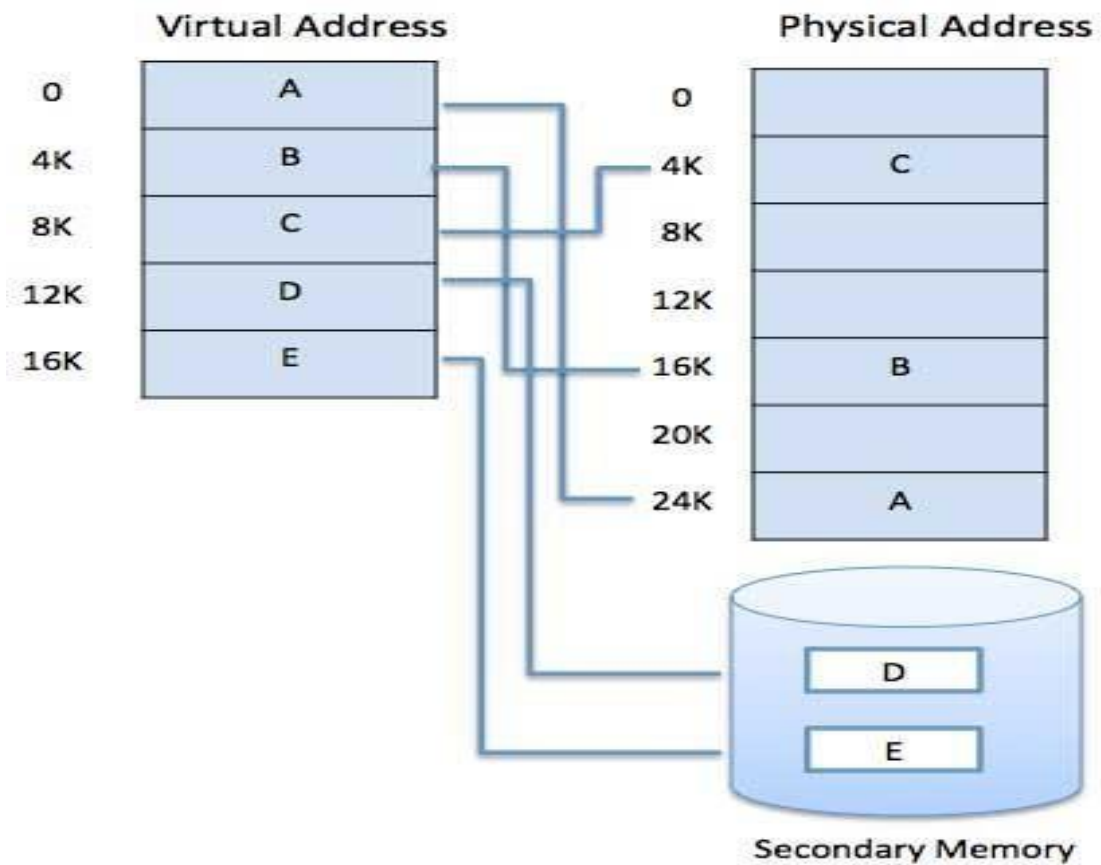 Virtual Address
0
A
4K
B
8K
C
12K
D
16K
E
Physical Address
0
4K
C
8K
12K
16K
B
20K
24K
A
D
E
Secondary Memory